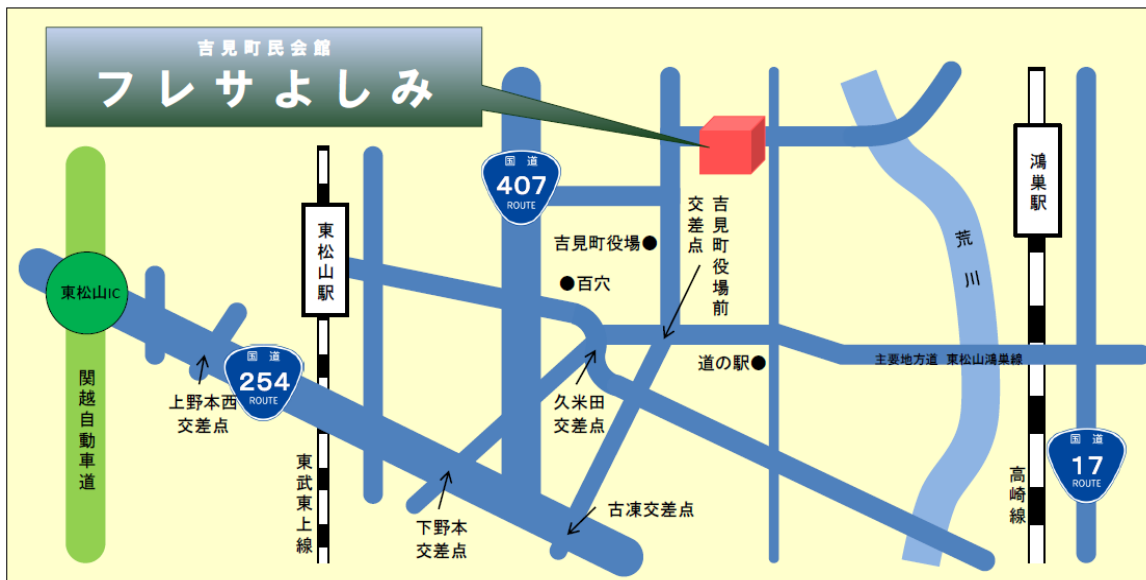 吉見町民会館
フレサよしみ
国道
407
ROUTE
鴻巣駅
東松山駅
吉見町役場前
交差点
吉見町役場●
●百穴
荒川
東松山IC
国道
254
ROUTE
道の駅●
主要地方道 東松山鴻巣線
上野本西
交差点
久米田
交差点
関越自動車道
国道
17
ROUTE
東武東上線
高崎線
下野本
交差点
古凍交差点